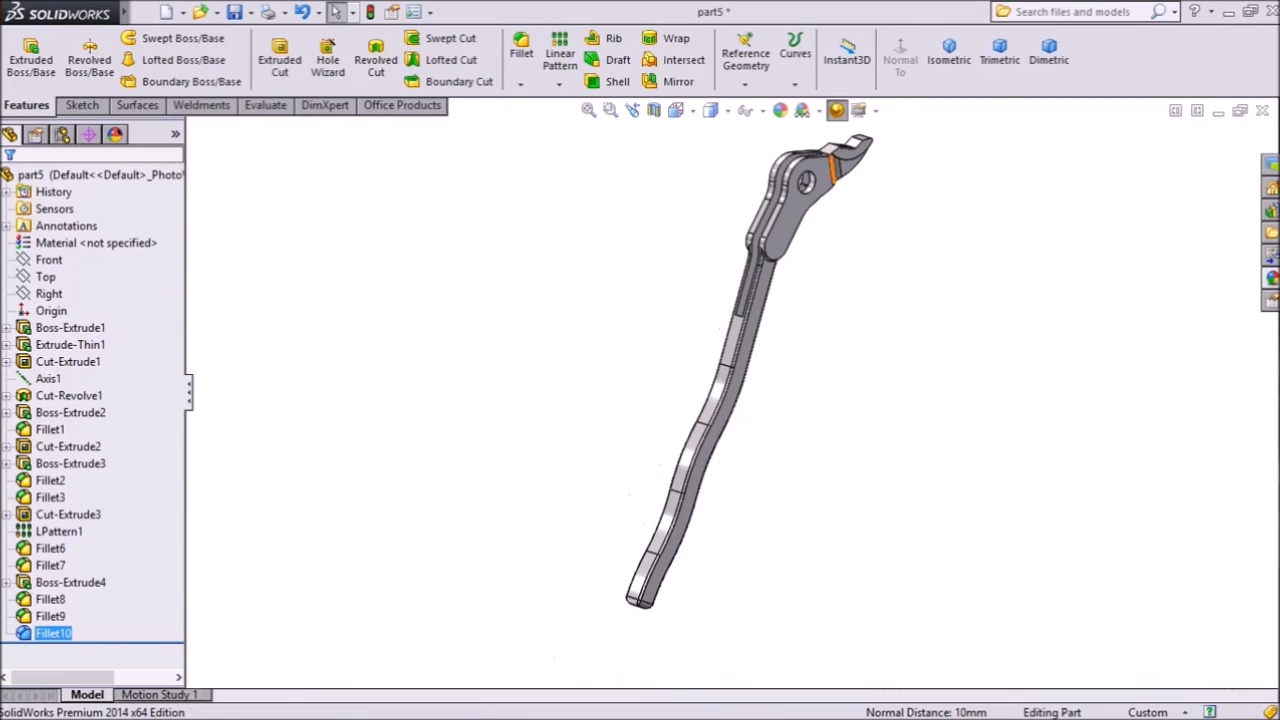 SOLIDWORKS
part5 *
Search files and models
Extruded Boss/Base
Revolved Boss/Base
Swept Boss/Base
Lofted Boss/Base
Boundary Boss/Base
Extruded Cut
Hole Wizard
Revolved Cut
Swept Cut
Lofted Cut
Boundary Cut
Fillet
Linear Pattern
Rib
Draft
Shell
Wrap
Intersect
Mirror
Reference Geometry
Curves
Instant3D
Normal To
Isometric
Trimetric
Dimetric
Features
Sketch
Surfaces
Weldments
Evaluate
DimXpert
Office Products
part5 (Default<<Default>_Photo
History
Sensors
Annotations
Material <not specified>
Front
Top
Right
Origin
Boss-Extrude1
Extrude-Thin1
Cut-Extrude1
Axis1
Cut-Revolve1
Boss-Extrude2
Fillet1
Cut-Extrude2
Boss-Extrude3
Fillet2
Fillet3
Cut-Extrude3
LPattern1
Fillet6
Fillet7
Boss-Extrude4
Fillet8
Fillet9
Fillet10
Model
Motion Study 1
SolidWorks Premium 2014 x64 Edition
Normal Distance: 10mm
Editing Part
Custom